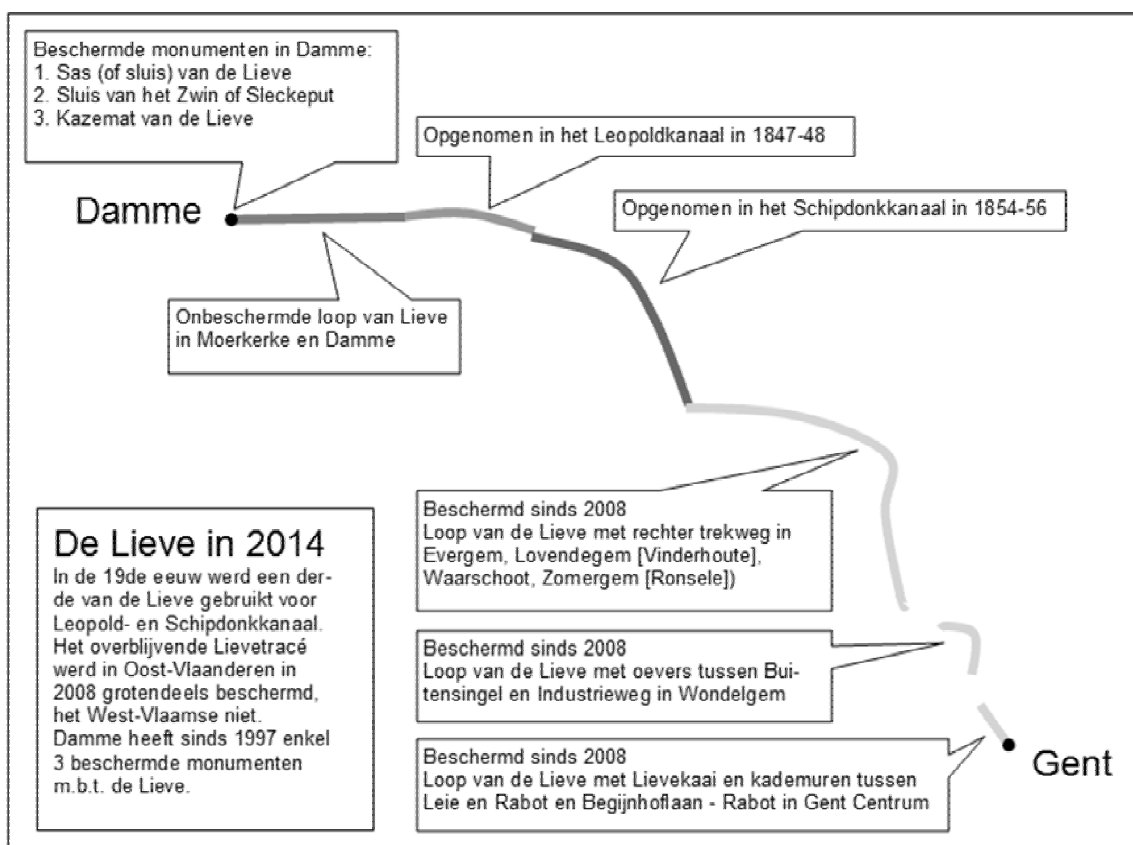 Beschermde monumenten in Damme:
1. Sas (of sluis) van de Lieve
2. Sluis van het Zwin of Sleckeput
3. Kazemat van de Lieve
Opgenomen in het Leopoldkanaal in 1847-48
Damme
Opgenomen in het Schipdonkkanaal in 1854-56
Onbeschermde loop van Lieve
in Moerkerke en Damme
De Lieve in 2014
In de 19de eeuw werd een der-
de van de Lieve gebruikt voor
Leopold- en Schipdonkkanaal.
Het overblijvende Lievetracé
werd in Oost-Vlaanderen in
2008 grotendeels beschermd,
het West-Vlaamse niet.
Damme heeft sinds 1997 enkel
3 beschermde monumenten
m.b.t. de Lieve.
Beschermd sinds 2008
Loop van de Lieve met rechter trekweg in
Evergem, Lovendegem [Vinderhoute],
Waarschoot, Zomergem [Ronsele])
Beschermd sinds 2008
Loop van de Lieve met oevers tussen Bui-
tensingel en Industrieweg in Wondelgem
Beschermd sinds 2008
Loop van de Lieve met Lievekaai en kademuren tussen
Leie en Rabot en Begijnhoflaan - Rabot in Gent Centrum
Gent